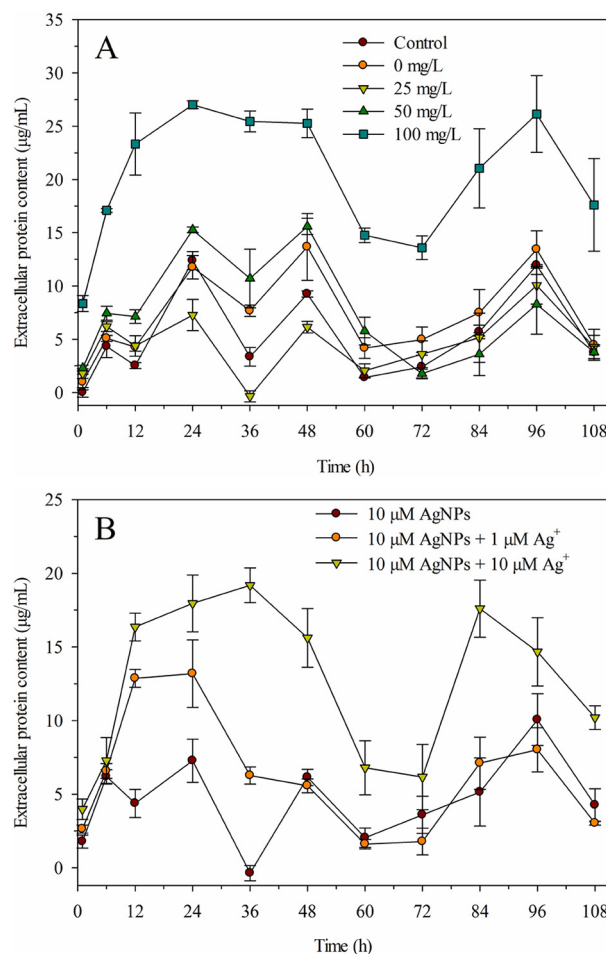 A
Control
0 mg/L
25 mg/L
50 mg/L
100 mg/L
Extracellular protein content (μg/mL)
35
30
25
20
15
10
5
0
0 12 24 36 48 60 72 84 96 108
Time (h)
B
10 μM AgNPs
10 μM AgNPs + 1 μM Ag⁺
10 μM AgNPs + 10 μM Ag⁺
Extracellular protein content (μg/mL)
25
20
15
10
5
0
0 12 24 36 48 60 72 84 96 108
Time (h)